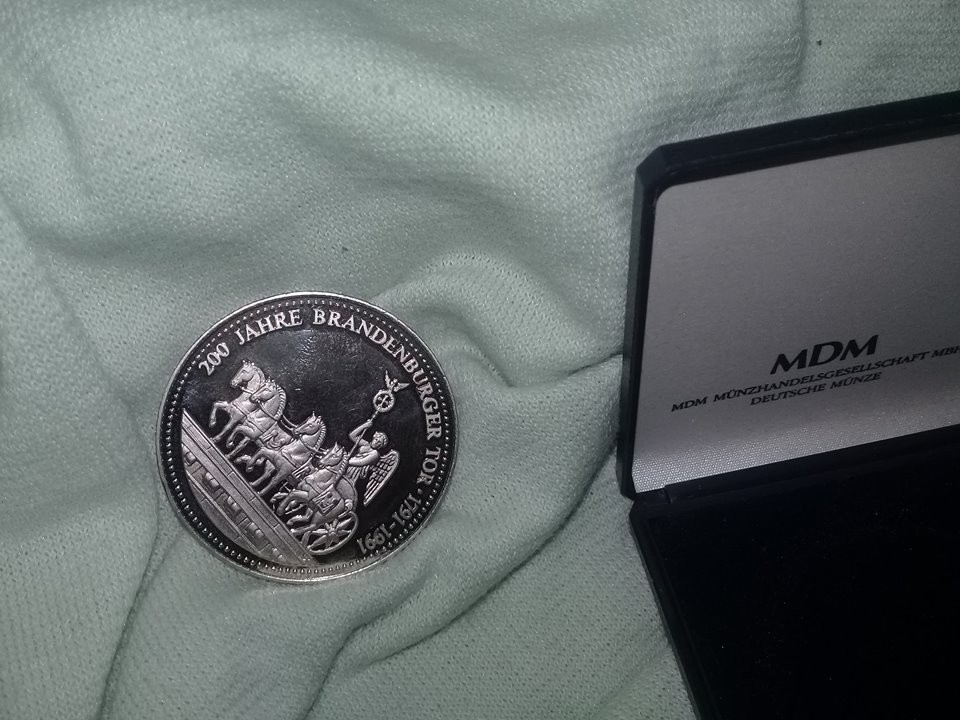 200 JAHRE BRANDENBURGER TOR 1791-1991
MDM
MDM MÜNZHANDELSGESELLSCHAFT MBH
DEUTSCHE MÜNZE